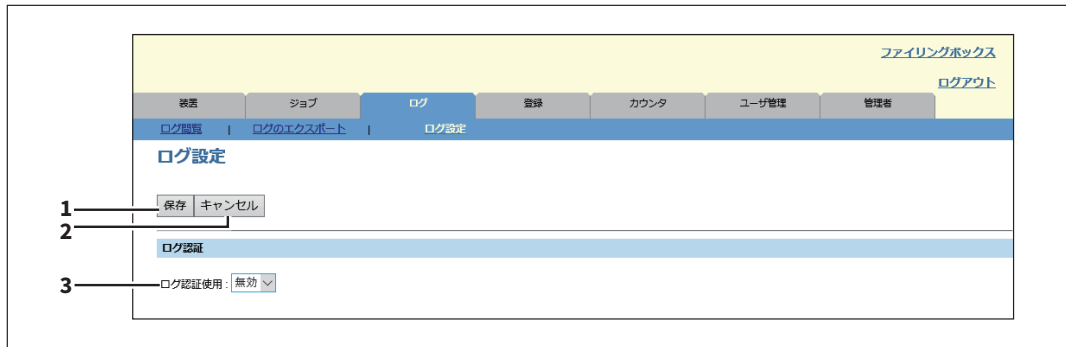 ファイリングボックス
ログアウト
装置 ジョブ ログ 登録 カウンタ ユーザ管理 管理者
ログ閲覧 | ログのエクスポート | ログ設定
ログ設定
1 保存 キャンセル
2
ログ認証
3 ログ認証使用 : 無効